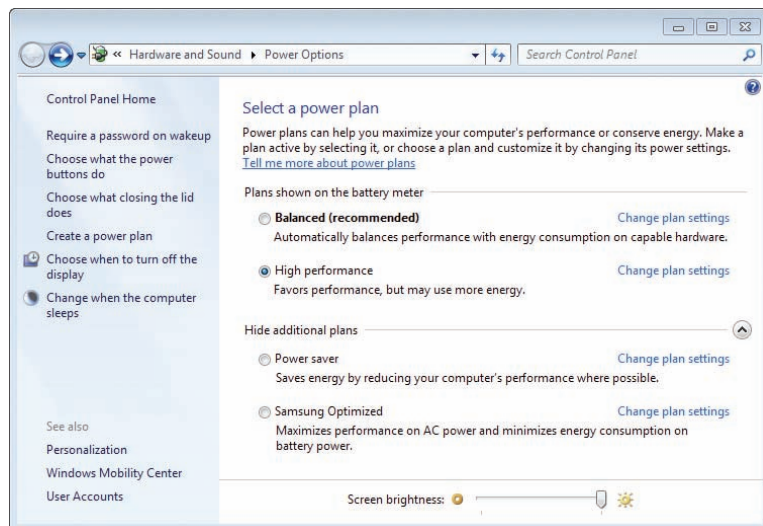 « Hardware and Sound ▸ Power Options
Search Control Panel
Control Panel Home
Require a password on wakeup
Choose what the power
buttons do
Choose what closing the lid
does
Create a power plan
Choose when to turn off the
display
Change when the computer
sleeps
See also
Personalization
Windows Mobility Center
User Accounts
Select a power plan
Power plans can help you maximize your computer's performance or conserve energy. Make a
plan active by selecting it, or choose a plan and customize it by changing its power settings.
Tell me more about power plans
Plans shown on the battery meter
Balanced (recommended) Change plan settings
Automatically balances performance with energy consumption on capable hardware.
High performance Change plan settings
Favors performance, but may use more energy.
Hide additional plans
Power saver Change plan settings
Saves energy by reducing your computer's performance where possible.
Samsung Optimized Change plan settings
Maximizes performance on AC power and minimizes energy consumption on
battery power.
Screen brightness: